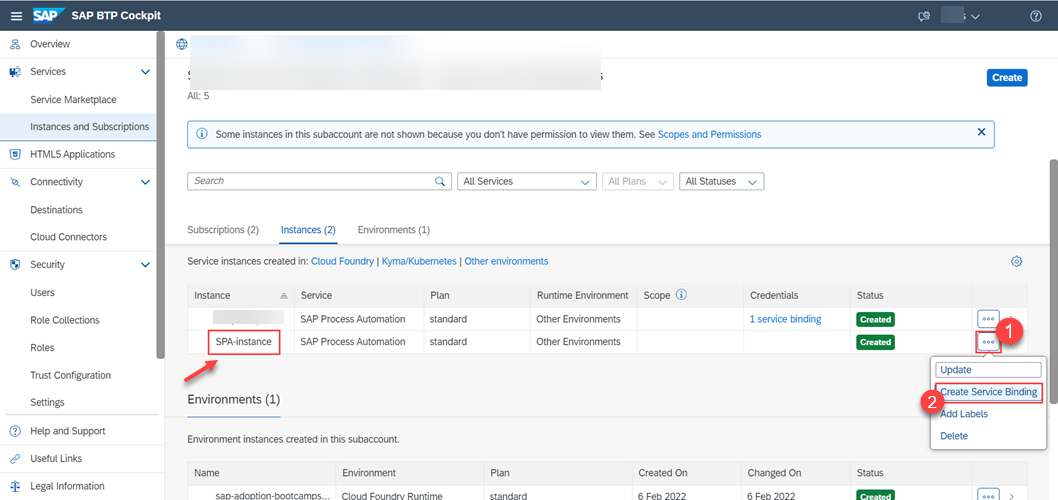 SAP SAP BTP Cockpit
Overview
Services
Service Marketplace
Instances and Subscriptions
HTML5 Applications
Connectivity
Destinations
Cloud Connectors
Security
Users
Role Collections
Roles
Trust Configuration
Settings
Help and Support
Useful Links
Legal Information
Create
All: 5
Some instances in this subaccount are not shown because you don't have permission to view them. See Scopes and Permissions
Search All Services All Plans All Statuses
Subscriptions (2) Instances (2) Environments (1)
Service instances created in: Cloud Foundry | Kyma/Kubernetes | Other environments
Instance Service Plan Runtime Environment Scope Credentials Status
SAP Process Automation standard Other Environments 1 service binding Created
SPA-instance SAP Process Automation standard Other Environments Created
1
Update
2 Create Service Binding
Add Labels
Delete
Environments (1)
Environment instances created in this subaccount.
Name Environment Plan Created On Changed On Status
sap-adoption-bootcamps... Cloud Foundry Runtime standard 6 Feb 2022 6 Feb 2022 Created